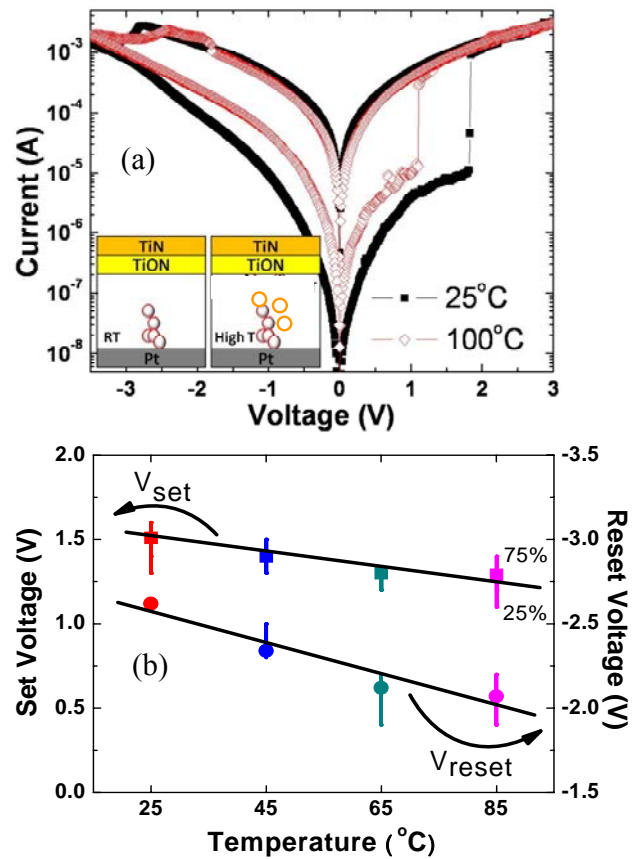 10⁻³
10⁻⁴
10⁻⁵
10⁻⁶
10⁻⁷
10⁻⁸
Current (A)
(a)
TiN
TiON
RT
Pt
TiN
TiON
High T
Pt
25°C
100°C
-3 -2 -1 0 1 2 3
Voltage (V)
2.0
1.5
1.0
0.5
0.0
Set Voltage (V)
V set
75%
25%
(b)
V reset
-3.5
-3.0
-2.5
-2.0
-1.5
Reset Voltage (V)
25 45 65 85
Temperature (°C)